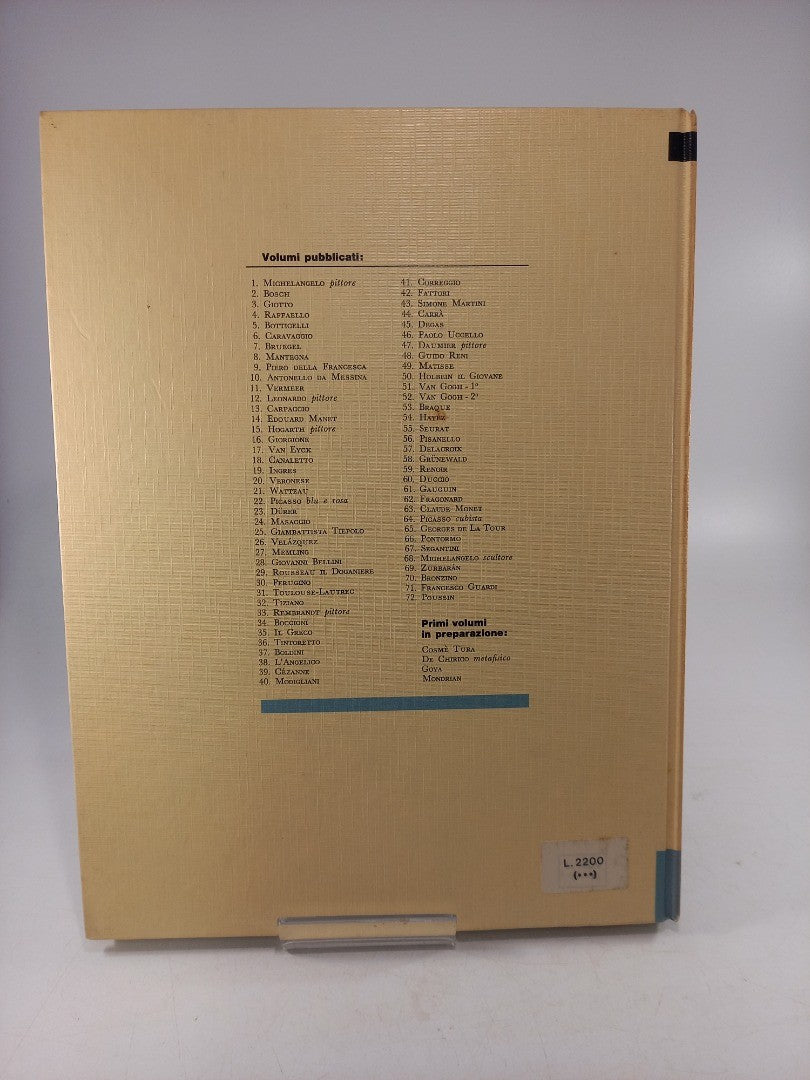 Volumi pubblicati:
1. Michelangelo pittore
2. Bosch
3. Giotto
4. Raffaello
5. Botticelli
6. Caravaggio
7. Bruegel
8. Mantegna
9. Piero della Francesca
10. Antonello da Messina
11. Vermeer
12. Leonardo pittore
13. Carpaccio
14. Edouard Manet
15. Hogarth pittore
16. Giorgione
17. Van Eyck
18. Canaletto
19. Ingres
20. Veronese
21. Watteau
22. Picasso blu e rosa
23. Dürer
24. Masaccio
25. Giambattista Tiepolo
26. Velázquez
27. Memling
28. Giovanni Bellini
29. Rousseau il Doganiere
30. Perugino
31. Toulouse-Lautrec
32. Tiziano
33. Rembrandt pittore
34. Boccioni
35. Il Greco
36. Tintoretto
37. Boldini
38. L'Angelico
39. Cézanne
40. Modigliani
41. Correggio
42. Fattori
43. Simone Martini
44. Carrà
45. Degas
46. Paolo Uccello
47. Daumier pittore
48. Guido Reni
49. Matisse
50. Holbein il Giovane
51. Van Gogh - 1°
52. Van Gogh - 2°
53. Braque
54. Hayez
55. Seurat
56. Pisanello
57. Delacroix
58. Grünewald
59. Renoir
60. Duccio
61. Gauguin
62. Fragonard
63. Claude Monet
64. Picasso cubista
65. Georges de La Tour
66. Pontormo
67. Segantini
68. Michelangelo scultore
69. Zurbarán
70. Bronzino
71. Francesco Guardi
72. Poussin
Primi volumi
in preparazione:
Cosmè Tura
De Chirico metafisico
Goya
Mondrian
L. 2200
(•••)